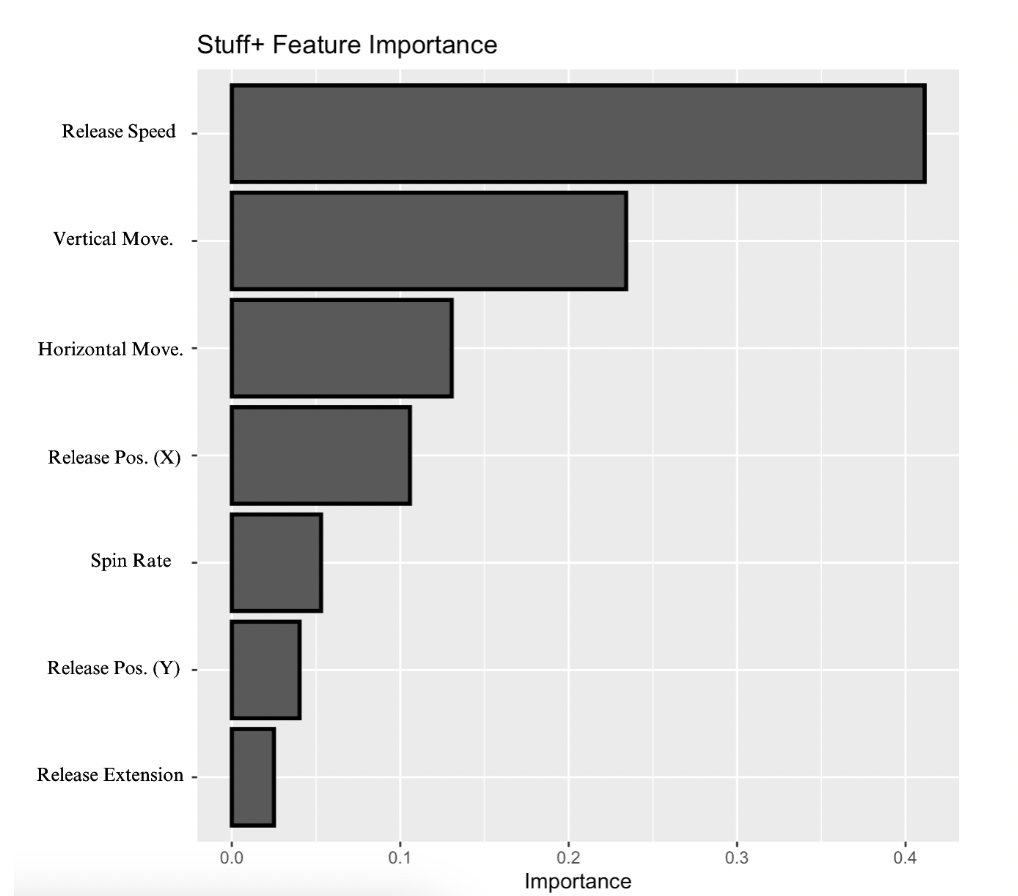 Stuff+ Feature Importance
Release Speed
Vertical Move.
Horizontal Move.
Release Pos. (X)
Spin Rate
Release Pos. (Y)
Release Extension
0.0 0.1 0.2 0.3 0.4
Importance